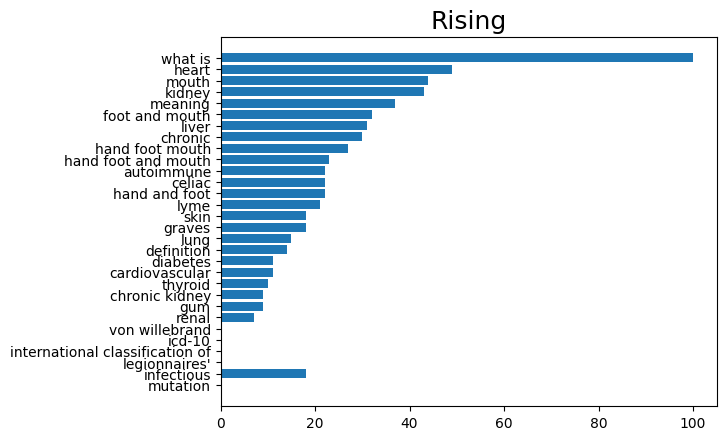 Rising
what is
heart
mouth
kidney
meaning
foot and mouth
liver
chronic
hand foot mouth
hand foot and mouth
autoimmune
celiac
hand and foot
lyme
skin
graves
lung
definition
diabetes
cardiovascular
thyroid
chronic kidney
gum
renal
von willebrand
icd-10
international classification of
legionnaires'
infectious
mutation
0 20 40 60 80 100